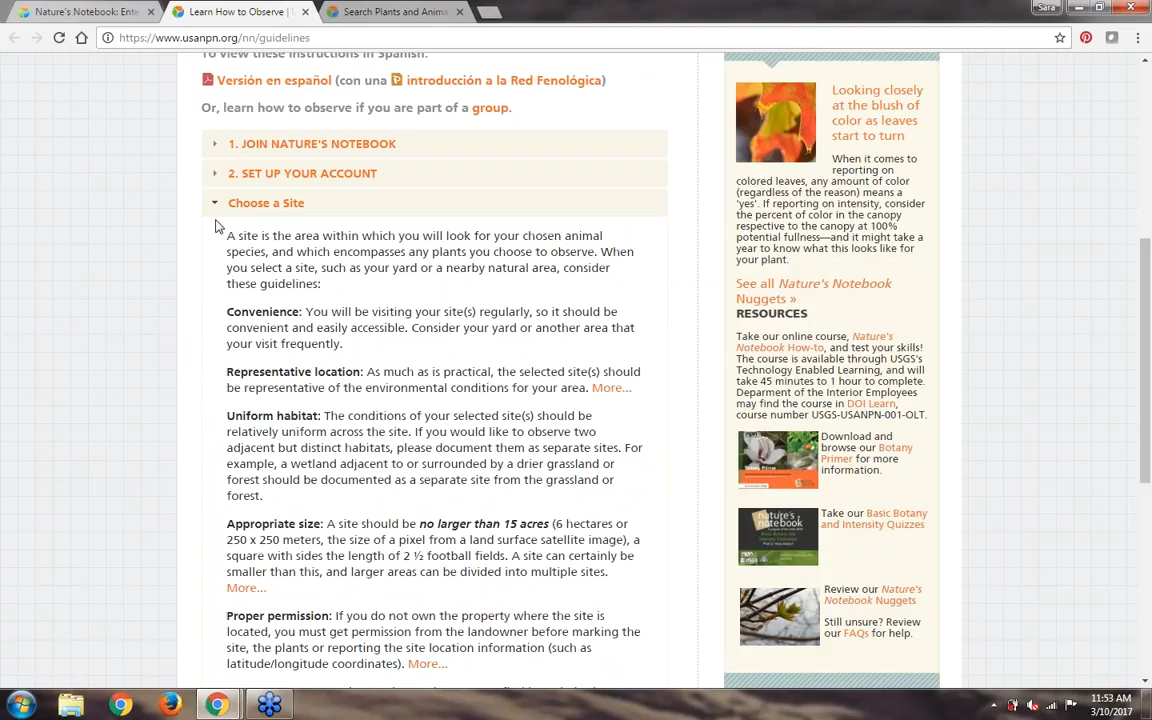 Nature's Notebook: Ente
Learn How to Observe | U
Search Plants and Anima
Sara
https://www.usanpn.org/nn/guidelines
To view these instructions in Spanish:
Versión en español (con una introducción a la Red Fenológica)
Or, learn how to observe if you are part of a group.
1. JOIN NATURE'S NOTEBOOK
2. SET UP YOUR ACCOUNT
Choose a Site
A site is the area within which you will look for your chosen animal
species, and which encompasses any plants you choose to observe. When
you select a site, such as your yard or a nearby natural area, consider
these guidelines:
Convenience: You will be visiting your site(s) regularly, so it should be
convenient and easily accessible. Consider your yard or another area that
your visit frequently.
Representative location: As much as is practical, the selected site(s) should
be representative of the environmental conditions for your area. More...
Uniform habitat: The conditions of your selected site(s) should be
relatively uniform across the site. If you would like to observe two
adjacent but distinct habitats, please document them as separate sites. For
example, a wetland adjacent to or surrounded by a drier grassland or
forest should be documented as a separate site from the grassland or
forest.
Appropriate size: A site should be no larger than 15 acres (6 hectares or
250 x 250 meters, the size of a pixel from a land surface satellite image), a
square with sides the length of 2 ½ football fields. A site can certainly be
smaller than this, and larger areas can be divided into multiple sites.
More...
Proper permission: If you do not own the property where the site is
located, you must get permission from the landowner before marking the
site, the plants or reporting the site location information (such as
latitude/longitude coordinates). More...
Looking closely
at the blush of
color as leaves
start to turn
When it comes to
reporting on
colored leaves, any amount of color
(regardless of the reason) means a
'yes'. If reporting on intensity, consider
the percent of color in the canopy
respective to the canopy at 100%
potential fullness—and it might take a
year to know what this looks like for
your plant.
See all Nature's Notebook
Nuggets »
RESOURCES
Take our online course, Nature's
Notebook How-to, and test your skills!
The course is available through USGS's
Technology Enabled Learning, and will
take 45 minutes to 1 hour to complete.
Deparment of the Interior Employees
may find the course in DOI Learn,
course number USGS-USANPN-001-OLT.
Download and
browse our Botany
Primer for more
information.
Take our Basic Botany
and Intensity Quizzes
Review our Nature's
Notebook Nuggets
Still unsure? Review
our FAQs for help.
11:53 AM
3/10/2017